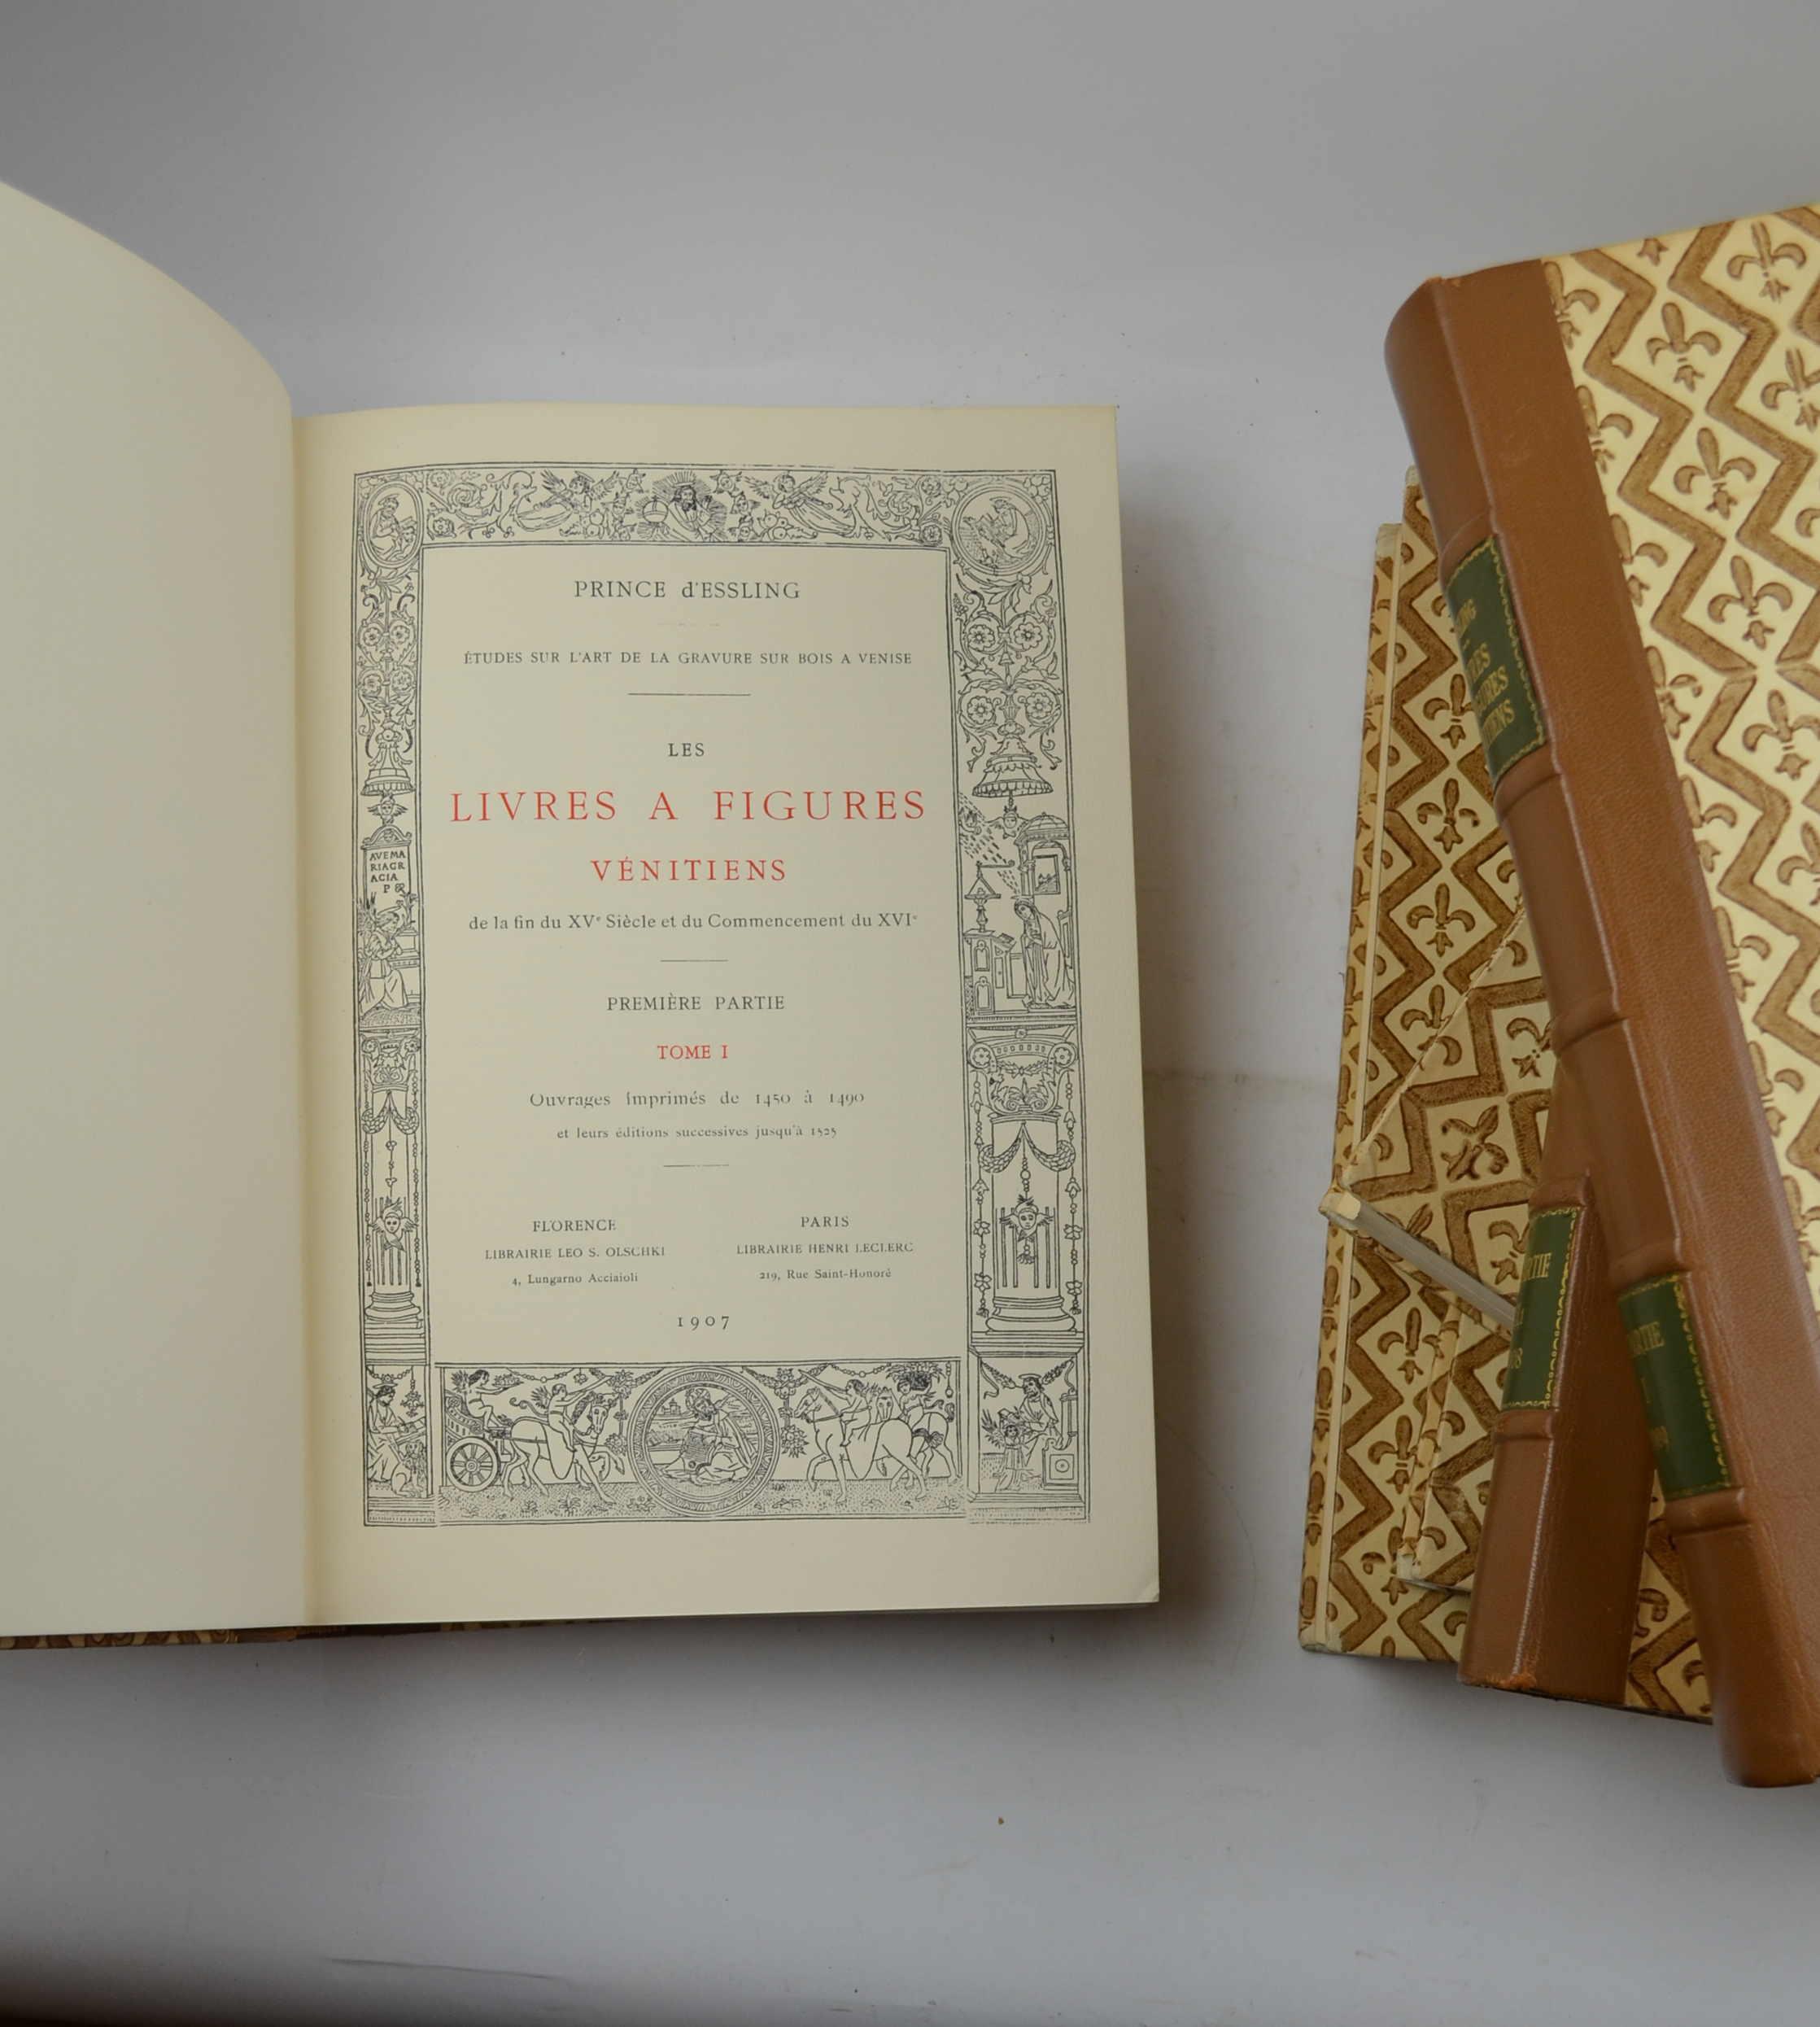 PRINCE d'ESSLING
ÉTUDES SUR L'ART DE LA GRAVURE SUR BOIS A VENISE
LES
LIVRES A FIGURES
VÉNITIENS
de la fin du XVe Siècle et du Commencement du XVIe
PREMIÈRE PARTIE
TOME I
Ouvrages imprimés de 1450 à 1490
et leurs éditions successives jusqu'à 1525
FLORENCE
LIBRAIRIE LEO S. OLSCHKI
4, Lungarno Acciaioli
PARIS
LIBRAIRIE HENRI LECLERC
219, Rue Saint-Honoré
1907
AVEMA
RIAGR
ACIA